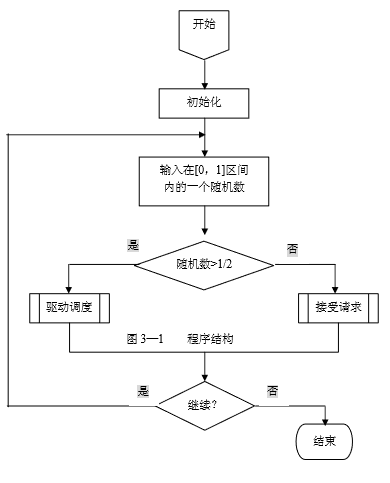 开始
初始化
输入在[0，1]区间
内的一个随机数
是
随机数>1/2
否
驱动调度
接受请求
图 3—1 程序结构
是
继续？
否
结束